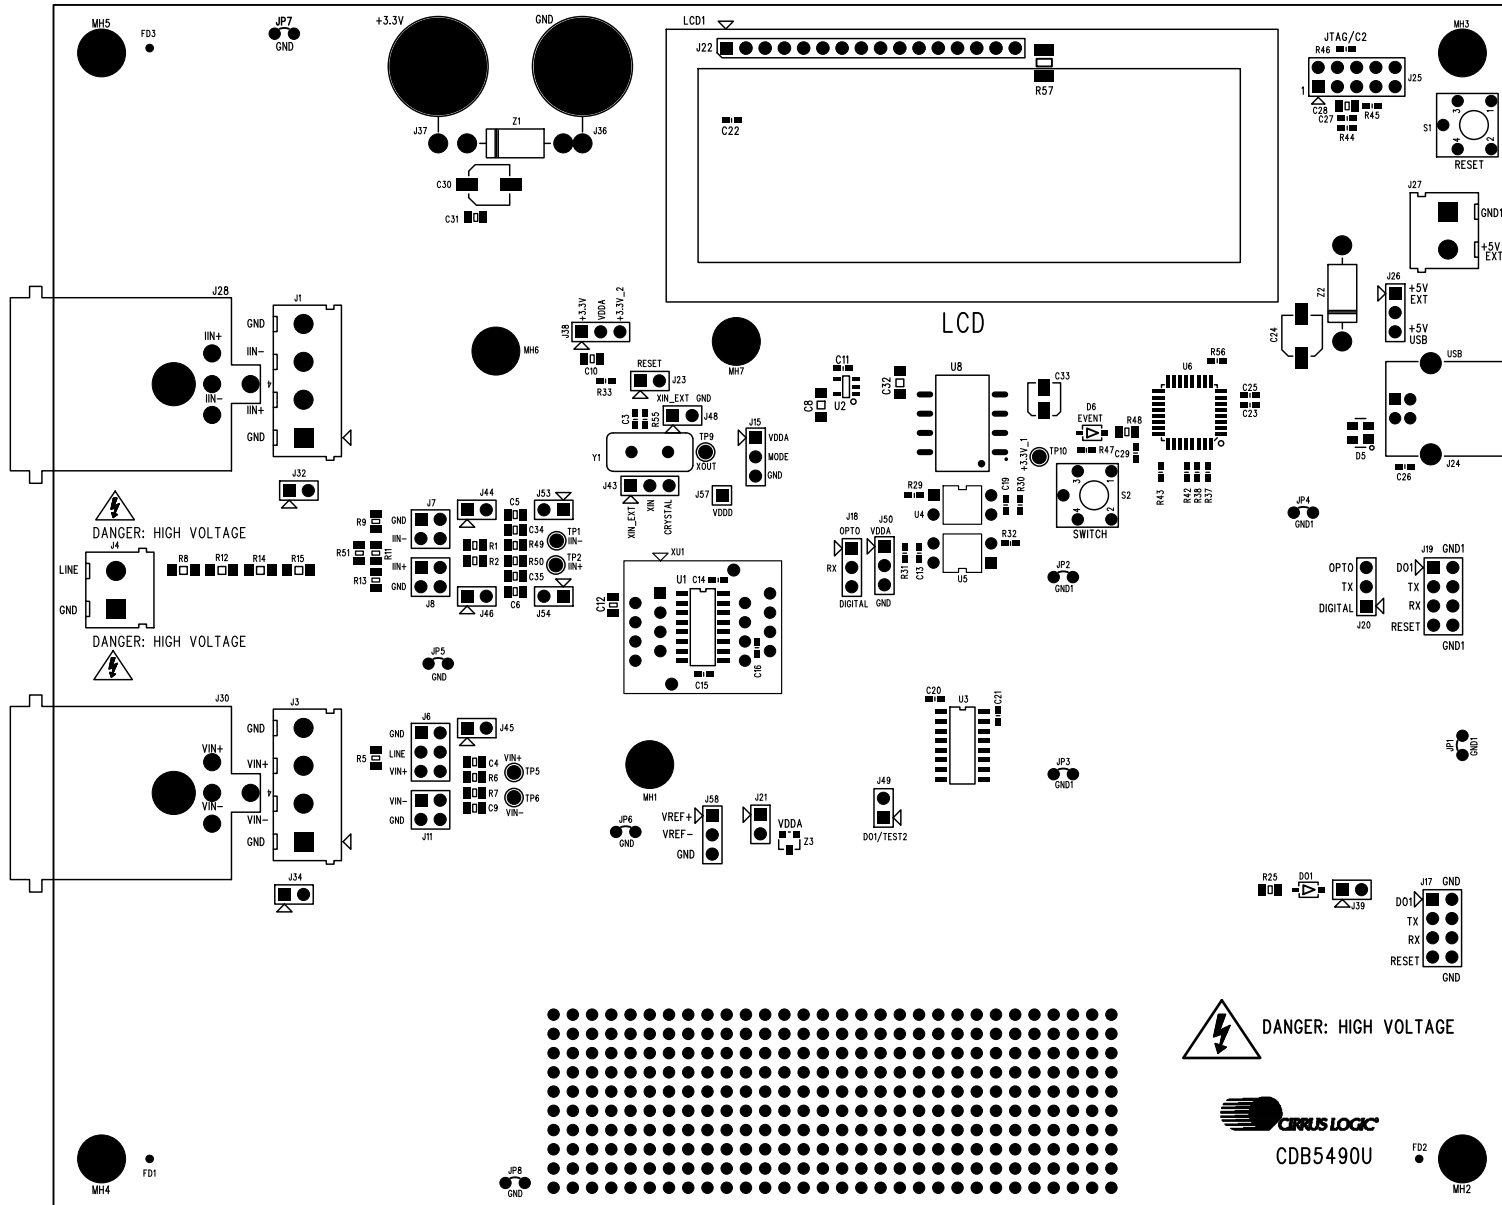 MH5
FD3
JP7
GND
+3.3V
GND
LCD1
J22
R57
C22
J37
Z1
J36
C30
C31
JTAG/C2
R46
J25
1
C28
C27
R45
R44
MH3
S1
3
1
4
2
RESET
J27
GND1
+5V
EXT
J26
+5V
EXT
+5V
USB
Z2
C24
USB
J24
D5
C26
LCD
J28
J1
GND
IIN+
IIN-
IIN-
IIN+
GND
4
J32
MH6
J38
+3.3V
VDDA
+3.3V_2
C10
R33
RESET
J23
XIN_EXT GND
J48
C3
R55
Y1
TP9
XOUT
J43
XIN_EXT
XIN
CRYSTAL
MH7
J15
VDDA
MODE
GND
J57
VDDD
C11
C8
U2
C32
U8
C33
D6
EVENT
R48
R47
C29
+3.3V_1
TP10
U6
R56
C25
C23
R43
R42
R38
R37
3
1
4
2
S2
SWITCH
R29
U4
C19
R30
R32
U5
R31
C13
J18
OPTO
RX
DIGITAL
J50
VDDA
GND
JP2
GND1
JP4
GND1
OPTO
TX
DIGITAL
J20
J19
GND1
DO1
TX
RX
RESET
GND1
DANGER: HIGH VOLTAGE
J4
LINE
GND
DANGER: HIGH VOLTAGE
R8
R12
R14
R15
R9
R51
R11
R13
J7
GND
IIN-
IIN+
GND
J8
J44
R1
R2
J46
C5
C34
R49
R50
C35
C6
J53
TP1
IIN-
TP2
IIN+
J54
XU1
U1
C14
C12
C16
C15
JP5
GND
J30
J3
GND
VIN+
VIN+
VIN-
VIN-
GND
4
J34
R5
J6
GND
LINE
VIN+
VIN-
GND
J11
J45
C4
R6
R7
C9
VIN+
TP5
TP6
VIN-
MH1
JP6
GND
J58
VREF+
VREF-
GND
J21
VDDA
Z3
C20
U3
C21
J49
DO1/TEST2
JP3
GND1
JP1
GND1
R25
DO1
J39
J17
GND
DO1
TX
RX
RESET
GND
DANGER: HIGH VOLTAGE
CIRRUS LOGIC®
CDB5490U
FD2
MH2
MH4
FD1
JP8
GND